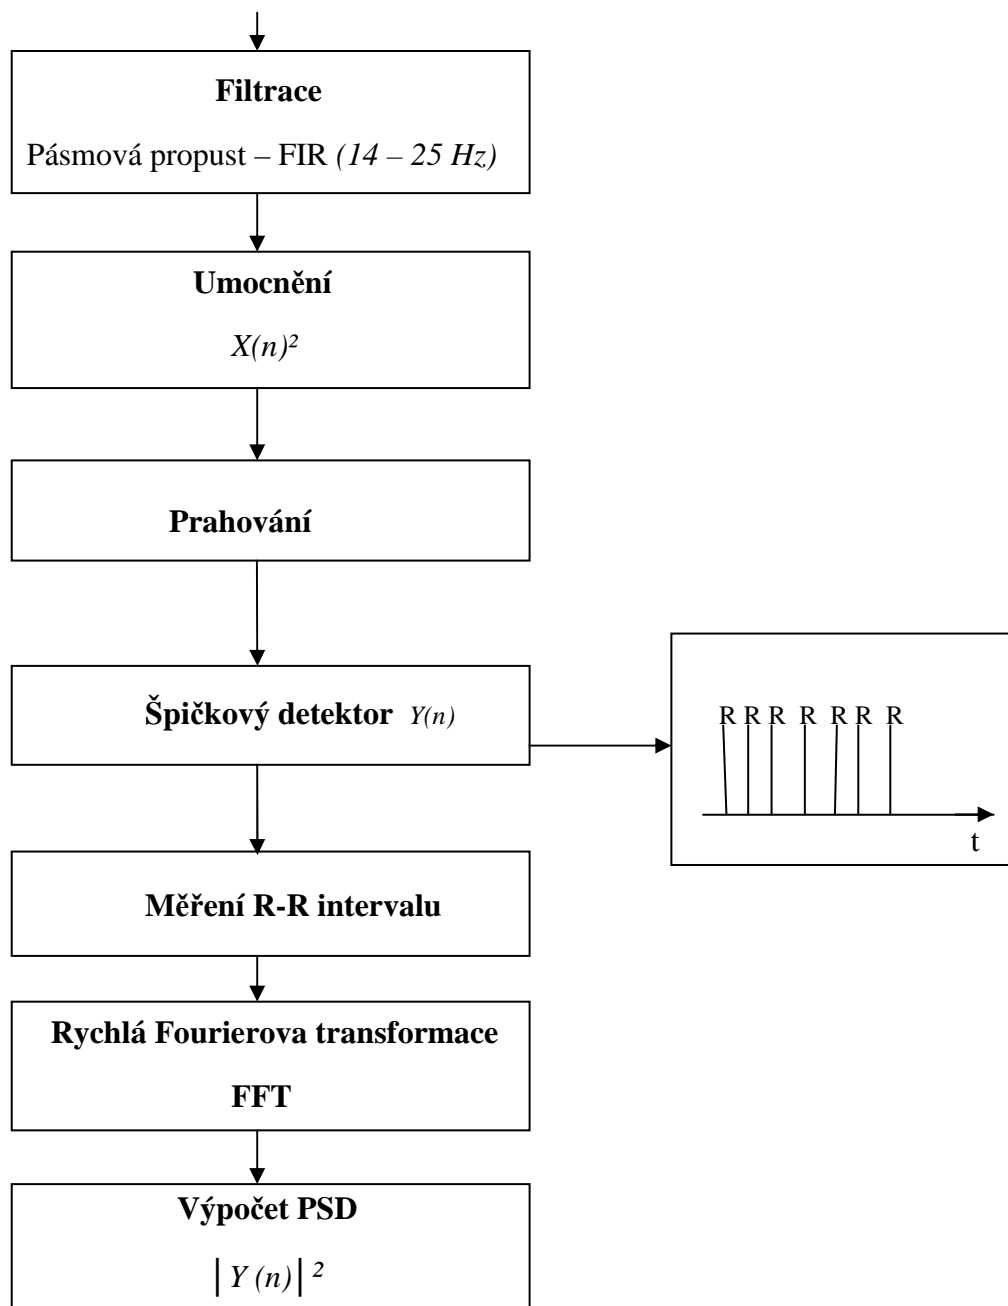 Filtrace
Pásmová propust – FIR (14 – 25 Hz)
Umocnění
X(n)²
Prahování
Špičkový detektor Y(n)
R R R R R R R
t
Měření R-R intervalu
Rychlá Fourierova transformace
FFT
Výpočet PSD
|Y (n)|²